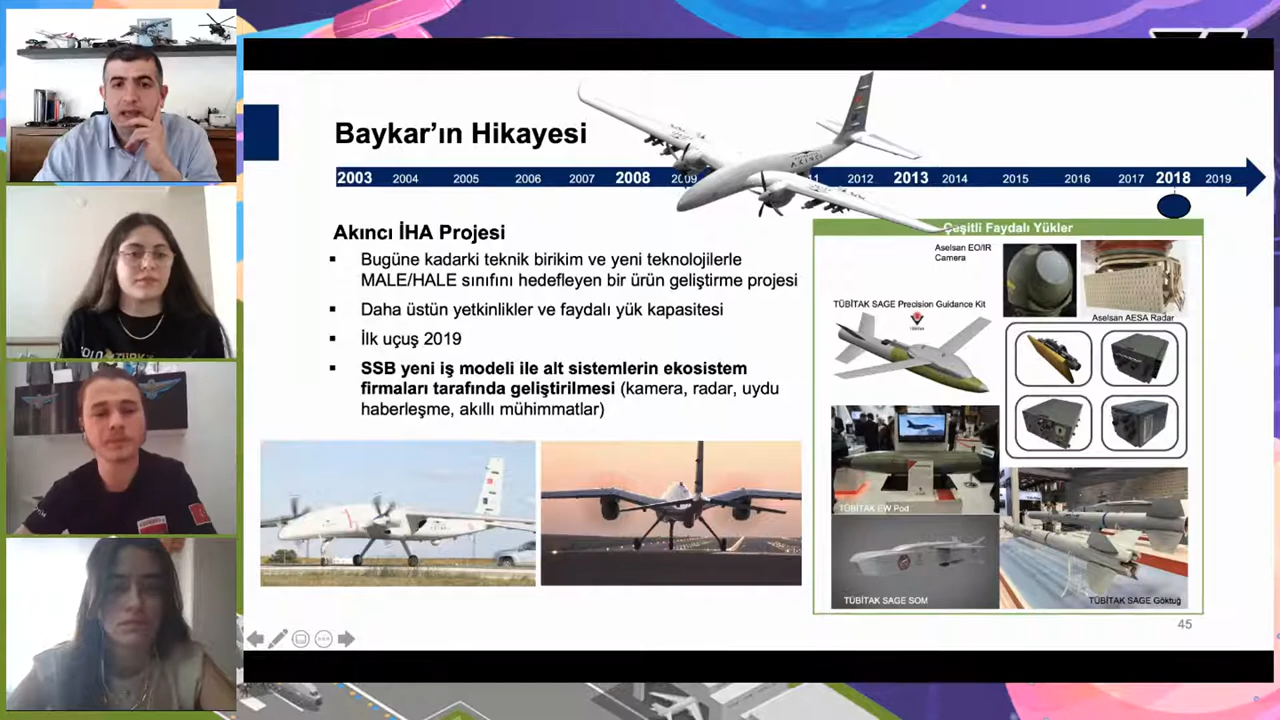 Baykar’ın Hikayesi
2003 2004 2005 2006 2007 2008 2009 2012 2013 2014 2015 2016 2017 2018 2019
Akıncı İHA Projesi
Bugüne kadarki teknik birikim ve yeni teknolojilerle
MALE/HALE sınıfını hedefleyen bir ürün geliştirme projesi
Daha üstün yetkinlikler ve faydalı yük kapasitesi
İlk uçuş 2019
SSB yeni iş modeli ile alt sistemlerin ekosistem
firmaları tarafında geliştirilmesi (kamera, radar, uydu
haberleşme, akıllı mühimmatlar)
Çeşitli Faydalı Yükler
Aselsan EO/IR
Camera
Aselsan AESA Radar
TÜBİTAK SAGE Precision Guidance Kit
TÜBİTAK EW Pod
TÜBİTAK SAGE SOM
TÜBİTAK SAGE Göktuğ
45